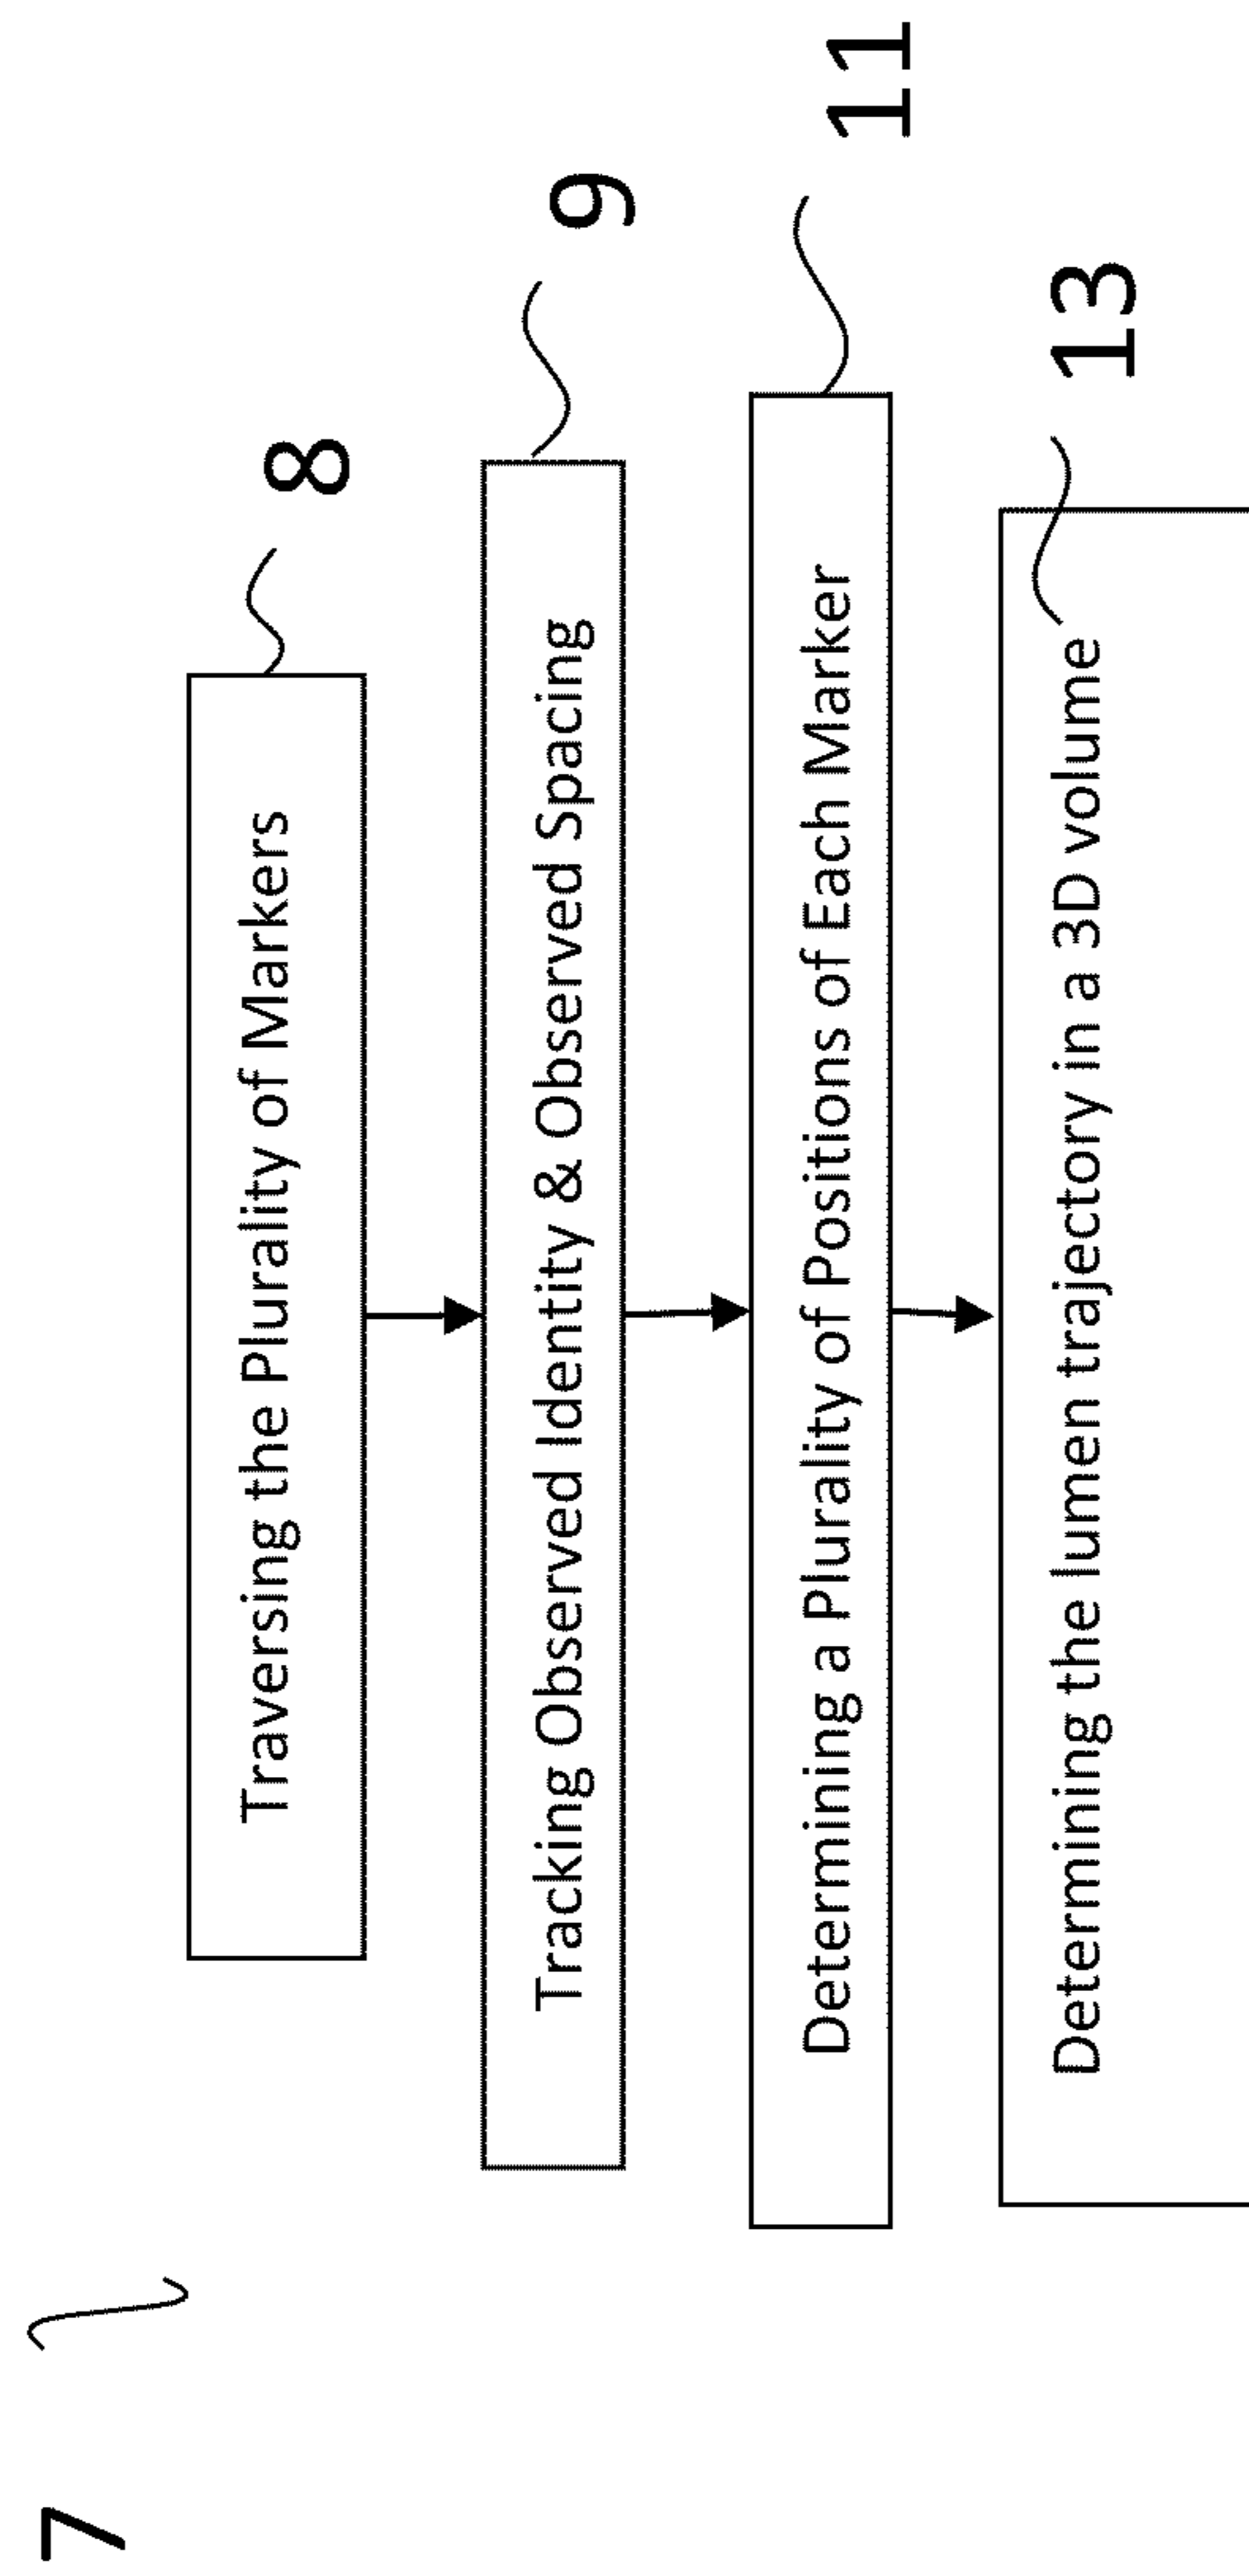 7
8
Traversing the Plurality of Markers
9
Tracking Observed Identity & Observed Spacing
11
Determining a Plurality of Positions of Each Marker
13
Determining the lumen trajectory in a 3D volume